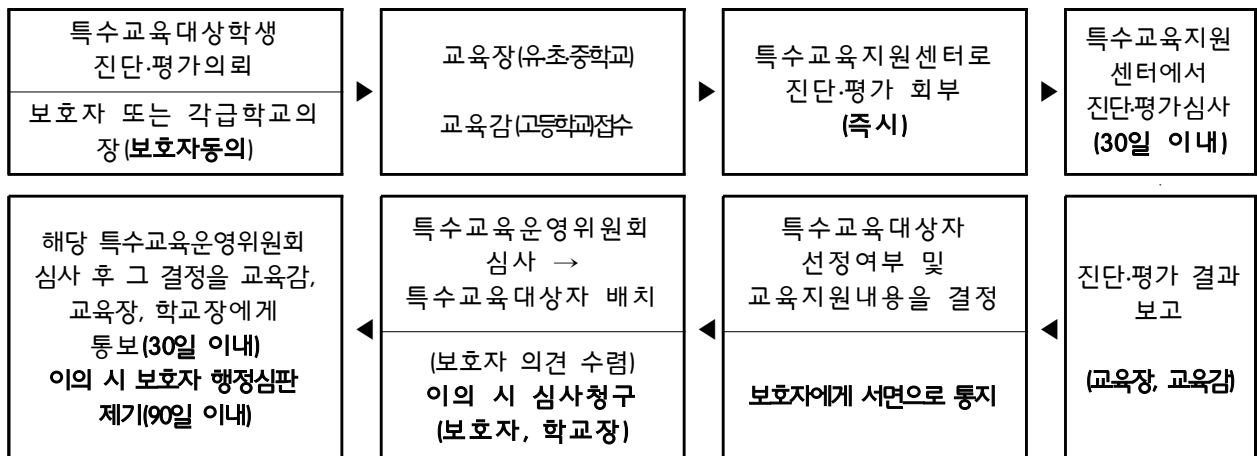 특수교육대상학생
진단·평가의뢰
보호자 또는 각급학교의
장(보호자동의)
▶
교육장(유·초·중학교)
교육감(고등학교)접수
▶
특수교육지원센터로
진단·평가 회부
(즉시)
▶
특수교육지원
센터에서
진단·평가심사
(30일 이내)
해당 특수교육운영위원회
심사 후 그 결정을 교육감,
교육장, 학교장에게
통보(30일 이내)
이의 시 보호자 행정심판
제기(90일 이내)
◀
특수교육운영위원회
심사 →
특수교육대상자 배치
(보호자 의견 수렴)
이의 시 심사청구
(보호자, 학교장)
◀
특수교육대상자
선정여부 및
교육지원내용을 결정
보호자에게 서면으로 통지
◀
진단·평가 결과
보고
(교육장, 교육감)